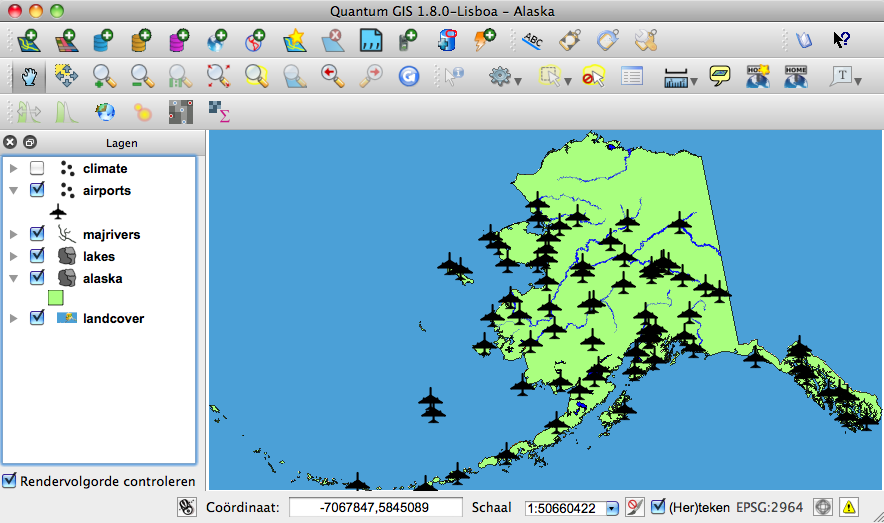 Quantum GIS 1.8.0-Lisboa - Alaska
ABC
HOME
T
Lagen
climate
airports
majrivers
lakes
alaska
landcover
Rendervolgorde controleren
Coördinaat: -7067847,5845089 Schaal 1:50660422 (Her)teken EPSG:2964